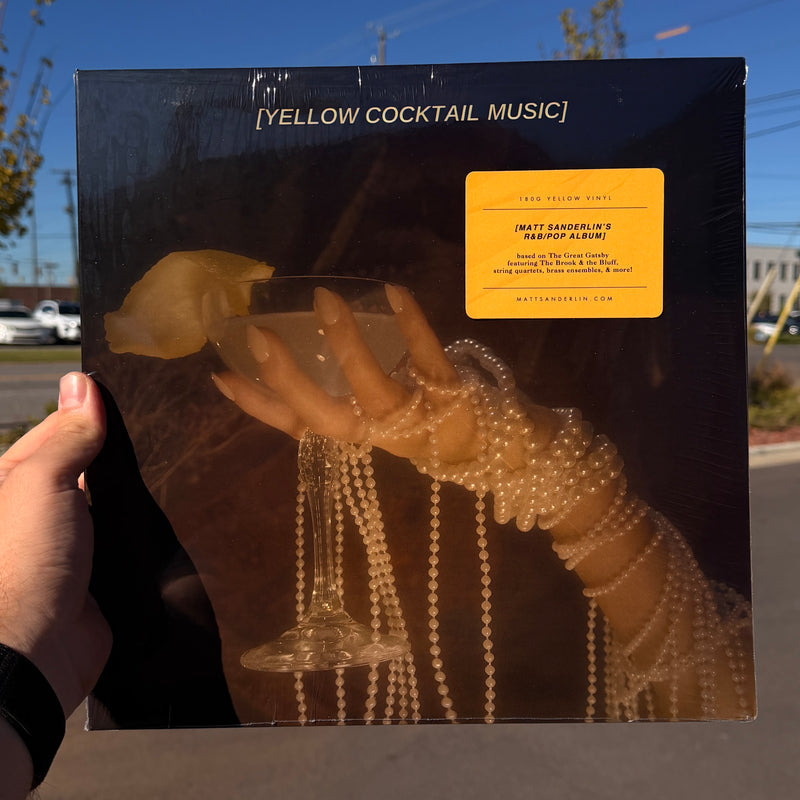 [YELLOW COCKTAIL MUSIC]
180G YELLOW VINYL
[MATT SANDERLIN'S
R&B/POP ALBUM]
based on The Great Gatsby
featuring The Brook & the Bluff,
string quartets, brass ensembles, & more!
MATTSANDERLIN.COM